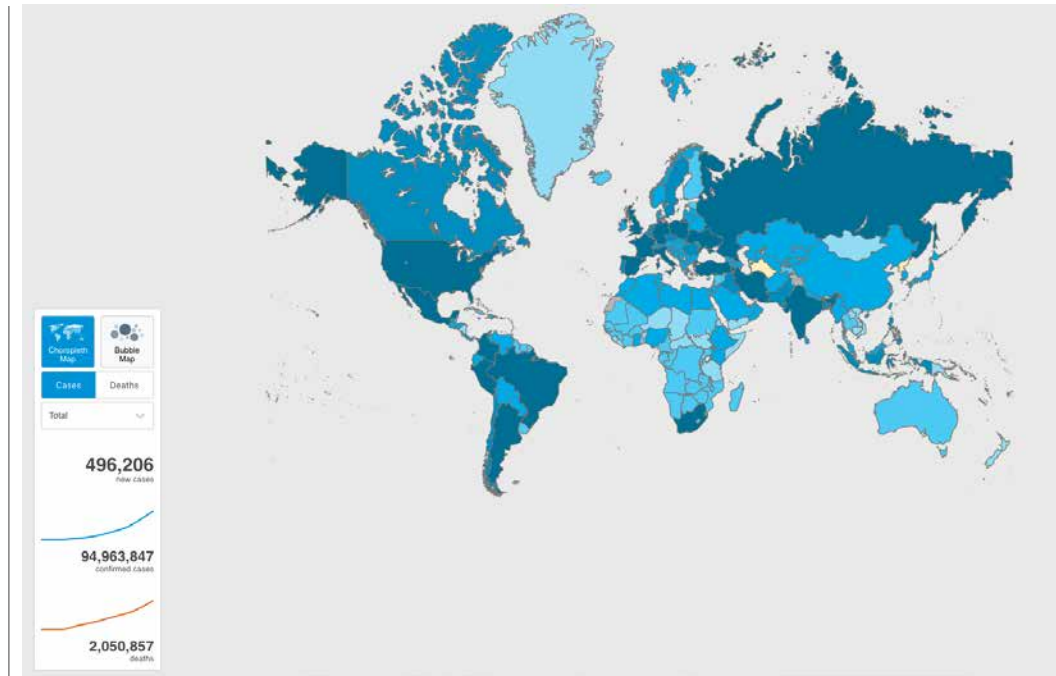 Choropleth
Map
Bubble
Map
Cases
Deaths
Total
496,206
new cases
94,963,847
confirmed cases
2,050,857
deaths